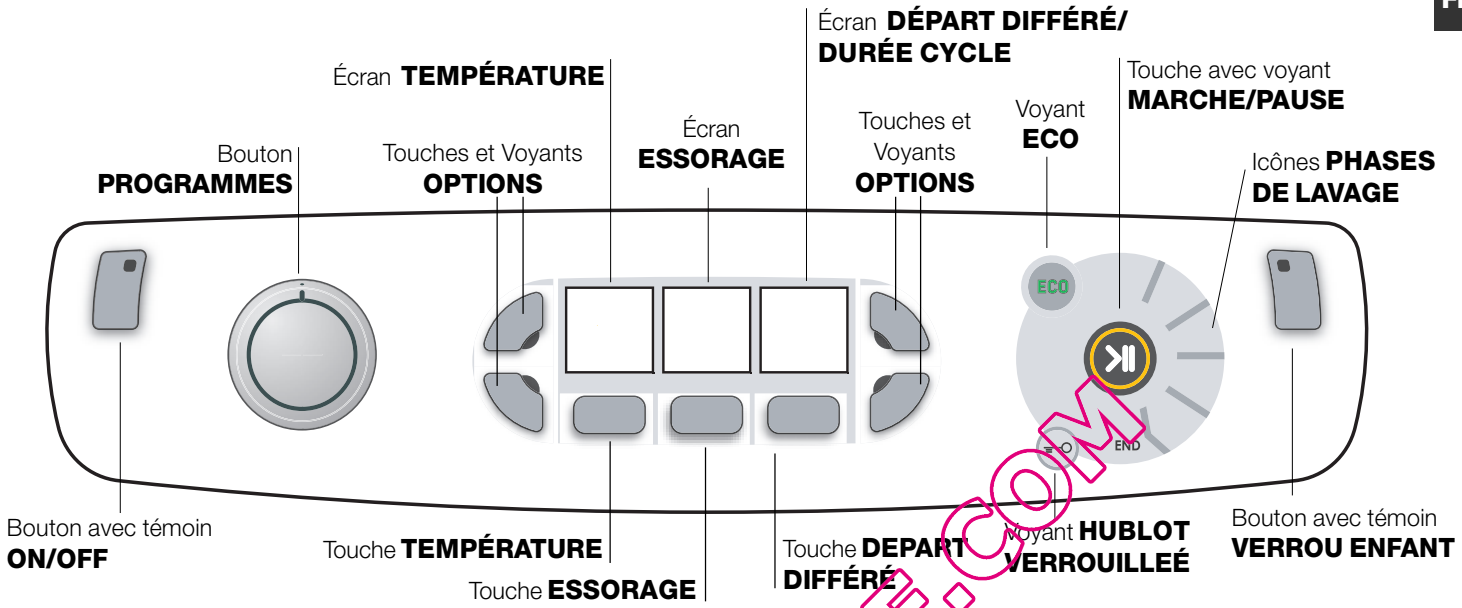 Écran DÉPART DIFFÉRÉ/
DURÉE CYCLE
Écran TEMPÉRATURE
Touche avec voyant
MARCHE/PAUSE
Bouton
PROGRAMMES
Touches et Voyants
OPTIONS
Écran
ESSORAGE
Touches et
Voyants
OPTIONS
Voyant
ECO
Icônes PHASES
DE LAVAGE
ECO
END
Bouton avec témoin
ON/OFF
Touche TEMPÉRATURE
Touche ESSORAGE
Touche DEPART
DIFFÉRÉ
Voyant HUBLOT
VERROUILLEÉ
Bouton avec témoin
VERROU ENFANT
E.COM